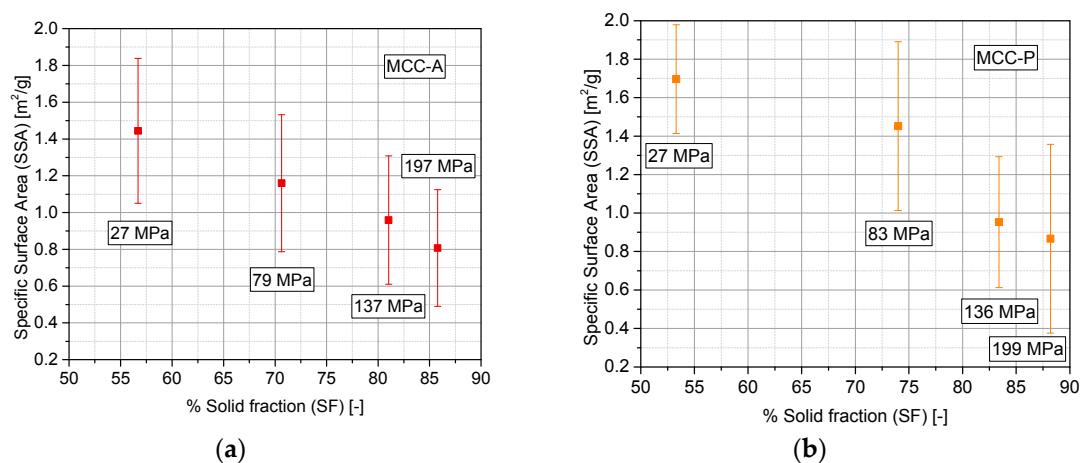 2.0
1.8
1.6
1.4
1.2
1.0
0.8
0.6
0.4
0.2
Specific Surface Area (SSA) [m²/g]
MCC-A
197 MPa
27 MPa
79 MPa
137 MPa
50 55 60 65 70 75 80 85 90
% Solid fraction (SF) [-]
(a)
2.0
1.8
1.6
1.4
1.2
1.0
0.8
0.6
0.4
0.2
Specific Surface Area (SSA) [m²/g]
MCC-P
27 MPa
83 MPa
136 MPa
199 MPa
50 55 60 65 70 75 80 85 90
% Solid fraction (SF) [-]
(b)